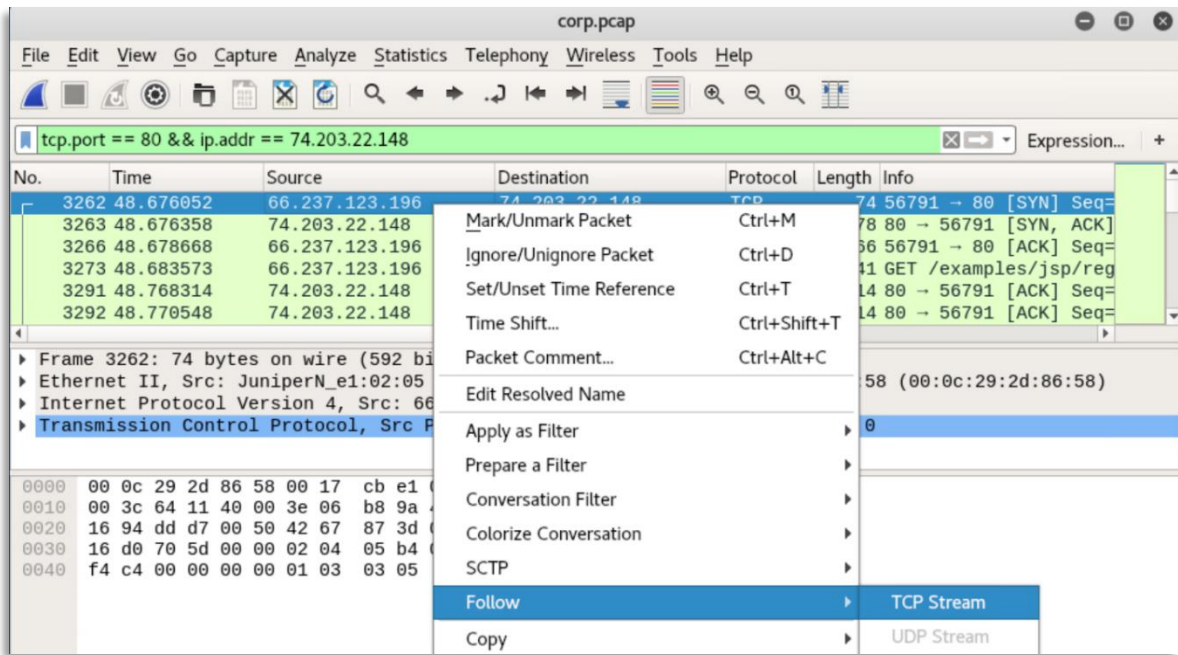 corp.pcap
File Edit View Go Capture Analyze Statistics Telephony Wireless Tools Help
tcp.port == 80 && ip.addr == 74.203.22.148 Expression... +
No. Time Source Destination Protocol Length Info
3262 48.676052 66.237.123.196 74.203.22.148 TCP 74 56791 → 80 [SYN] Seq=
3263 48.676358 74.203.22.148 78 80 → 56791 [SYN, ACK]
3266 48.678668 66.237.123.196 66 56791 → 80 [ACK] Seq=
3273 48.683573 66.237.123.196 41 GET /examples/jsp/reg
3291 48.768314 74.203.22.148 14 80 → 56791 [ACK] Seq=
3292 48.770548 74.203.22.148 14 80 → 56791 [ACK] Seq=
Mark/Unmark Packet Ctrl+M
Ignore/Unignore Packet Ctrl+D
Set/Unset Time Reference Ctrl+T
Time Shift... Ctrl+Shift+T
Packet Comment... Ctrl+Alt+C
Edit Resolved Name
Apply as Filter
Prepare a Filter
Conversation Filter
Colorize Conversation
SCTP
Follow
TCP Stream
UDP Stream
Copy
Frame 3262: 74 bytes on wire (592 bi
Ethernet II, Src: JuniperN_e1:02:05 :58 (00:0c:29:2d:86:58)
Internet Protocol Version 4, Src: 66
Transmission Control Protocol, Src P 0
0000 00 0c 29 2d 86 58 00 17 cb e1
0010 00 3c 64 11 40 00 3e 06 b8 9a
0020 16 94 dd d7 00 50 42 67 87 3d
0030 16 d0 70 5d 00 00 02 04 05 b4
0040 f4 c4 00 00 00 00 01 03 03 05